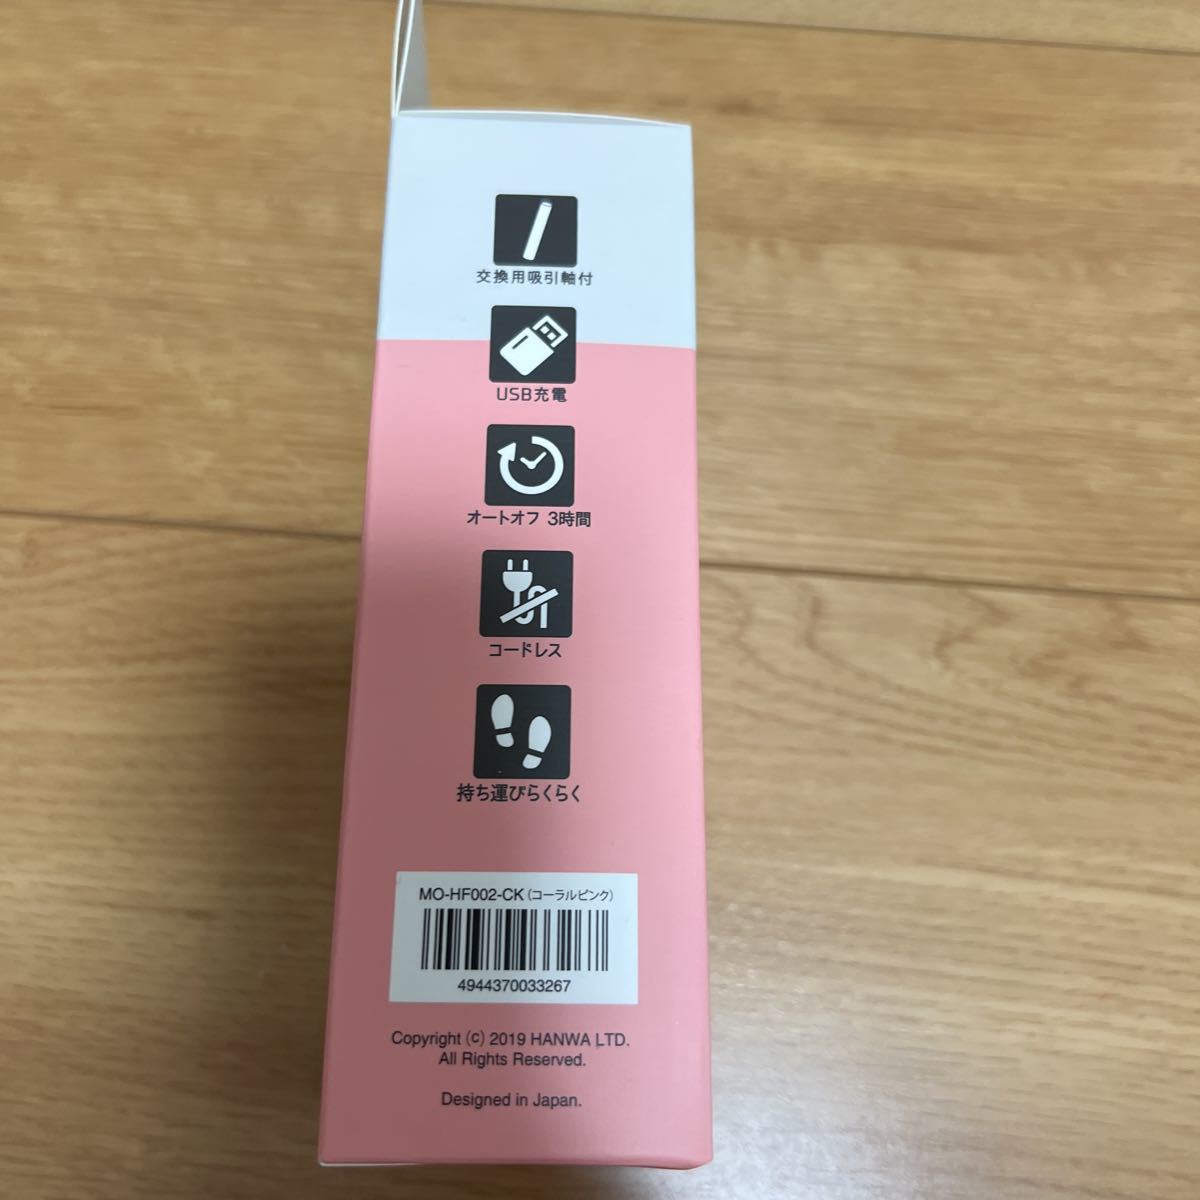 交換用吸引軸付
USB充電
オートオフ 3時間
コードレス
持ち運びらくらく
MO-HF002-CK(コーラルピンク)
4944370033267
Copyright (c) 2019 HANWA LTD.
All Rights Reserved.
Designed in Japan.